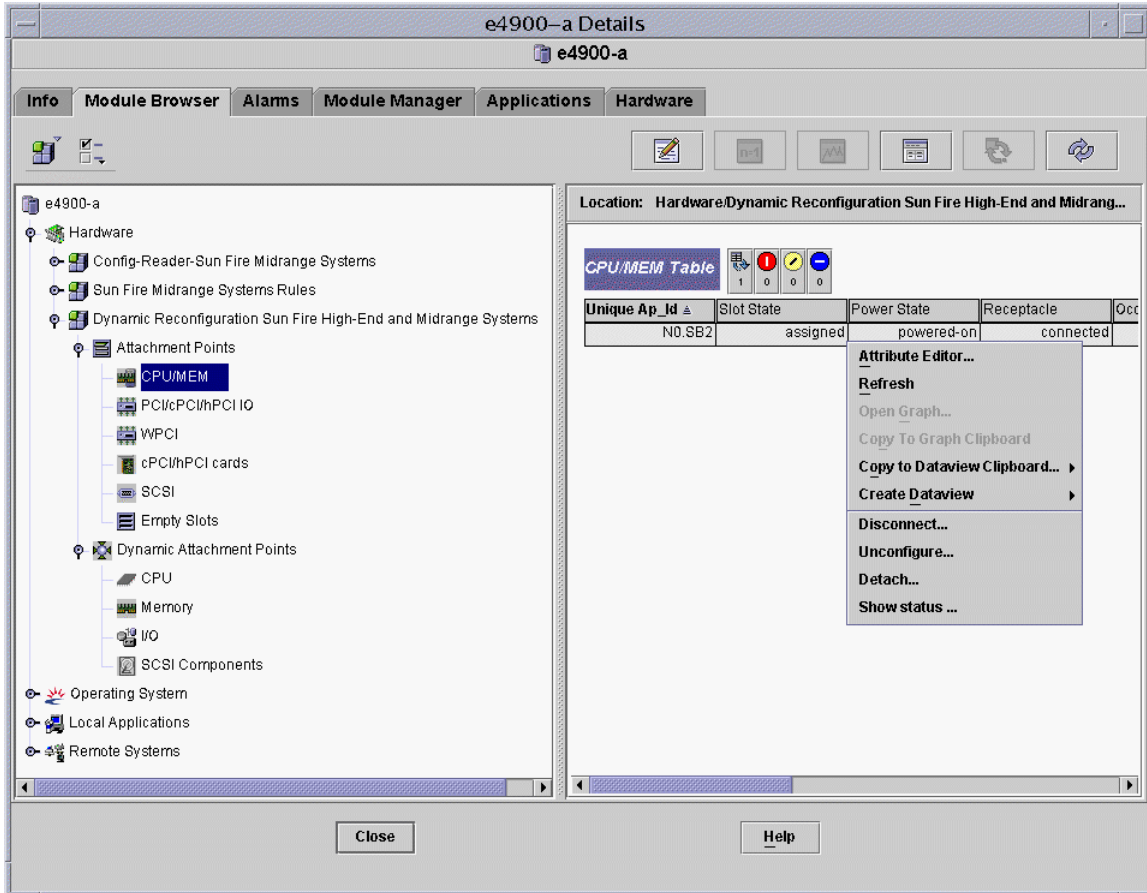 e4900–a Details
e4900-a
Info Module Browser Alarms Module Manager Applications Hardware
n=1
e4900-a
Hardware
Config-Reader-Sun Fire Midrange Systems
Sun Fire Midrange Systems Rules
Dynamic Reconfiguration Sun Fire High-End and Midrange Systems
Attachment Points
CPU/MEM
PCI/cPCI/hPCI IO
WPCI
cPCI/hPCI cards
SCSI
Empty Slots
Dynamic Attachment Points
CPU
Memory
I/O
SCSI Components
Operating System
Local Applications
Remote Systems
Location: Hardware/Dynamic Reconfiguration Sun Fire High-End and Midrang...
CPU/MEM Table
1 0 0 0
Unique Ap_Id Slot State Power State Receptacle Occ
N0.SB2 assigned powered-on connected
Attribute Editor...
Refresh
Open Graph...
Copy To Graph Clipboard
Copy to Dataview Clipboard...
Create Dataview
Disconnect...
Unconfigure...
Detach...
Show status ...
Close Help